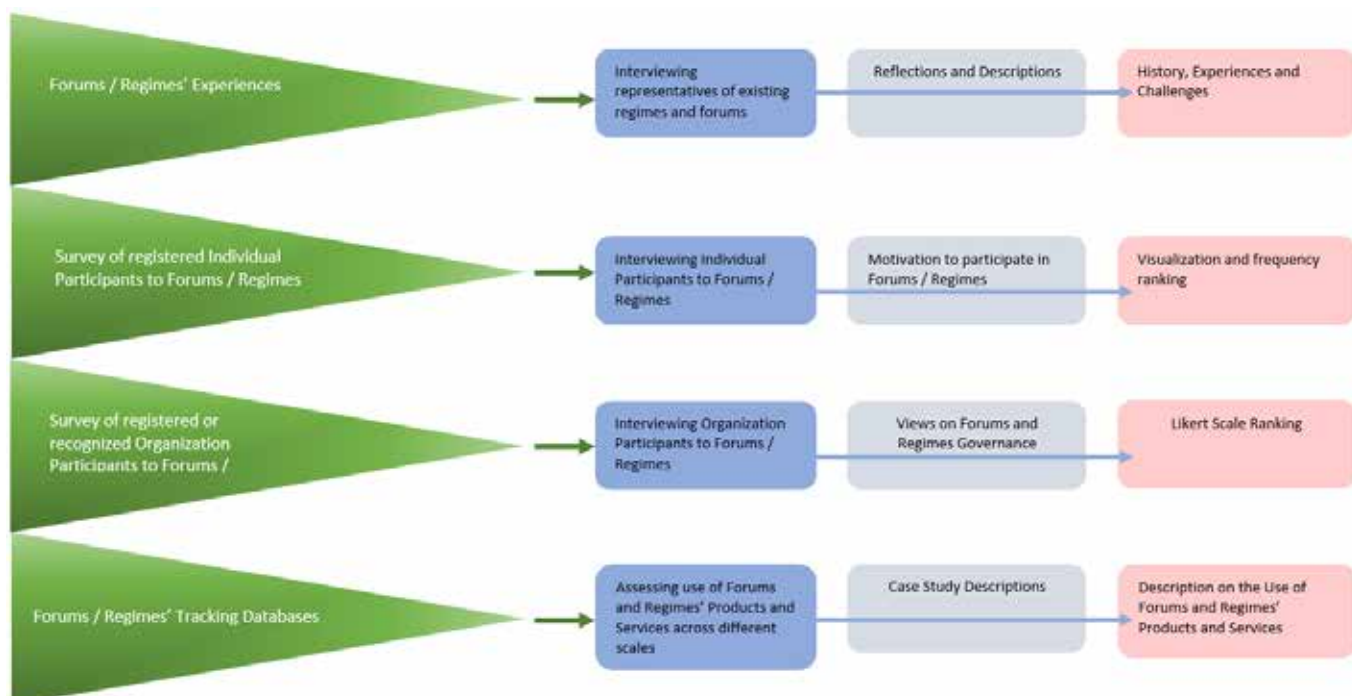 Forums / Regimes' Experiences
Interviewing
representatives of existing
regimes and forums
Reflections and Descriptions
History, Experiences and
Challenges
Survey of registered Individual
Participants to Forums / Regimes
Interviewing Individual
Participants to Forums /
Regimes
Motivation to participate in
Forums / Regimes
Visualization and frequency
ranking
Survey of registered or
recognized Organization
Participants to Forums /
Interviewing Organization
Participants to Forums /
Regimes
Views on Forums and
Regimes Governance
Likert Scale Ranking
Forums / Regimes' Tracking Databases
Assessing use of Forums
and Regimes' Products and
Services across different
scales
Case Study Descriptions
Description on the Use of
Forums and Regimes'
Products and Services